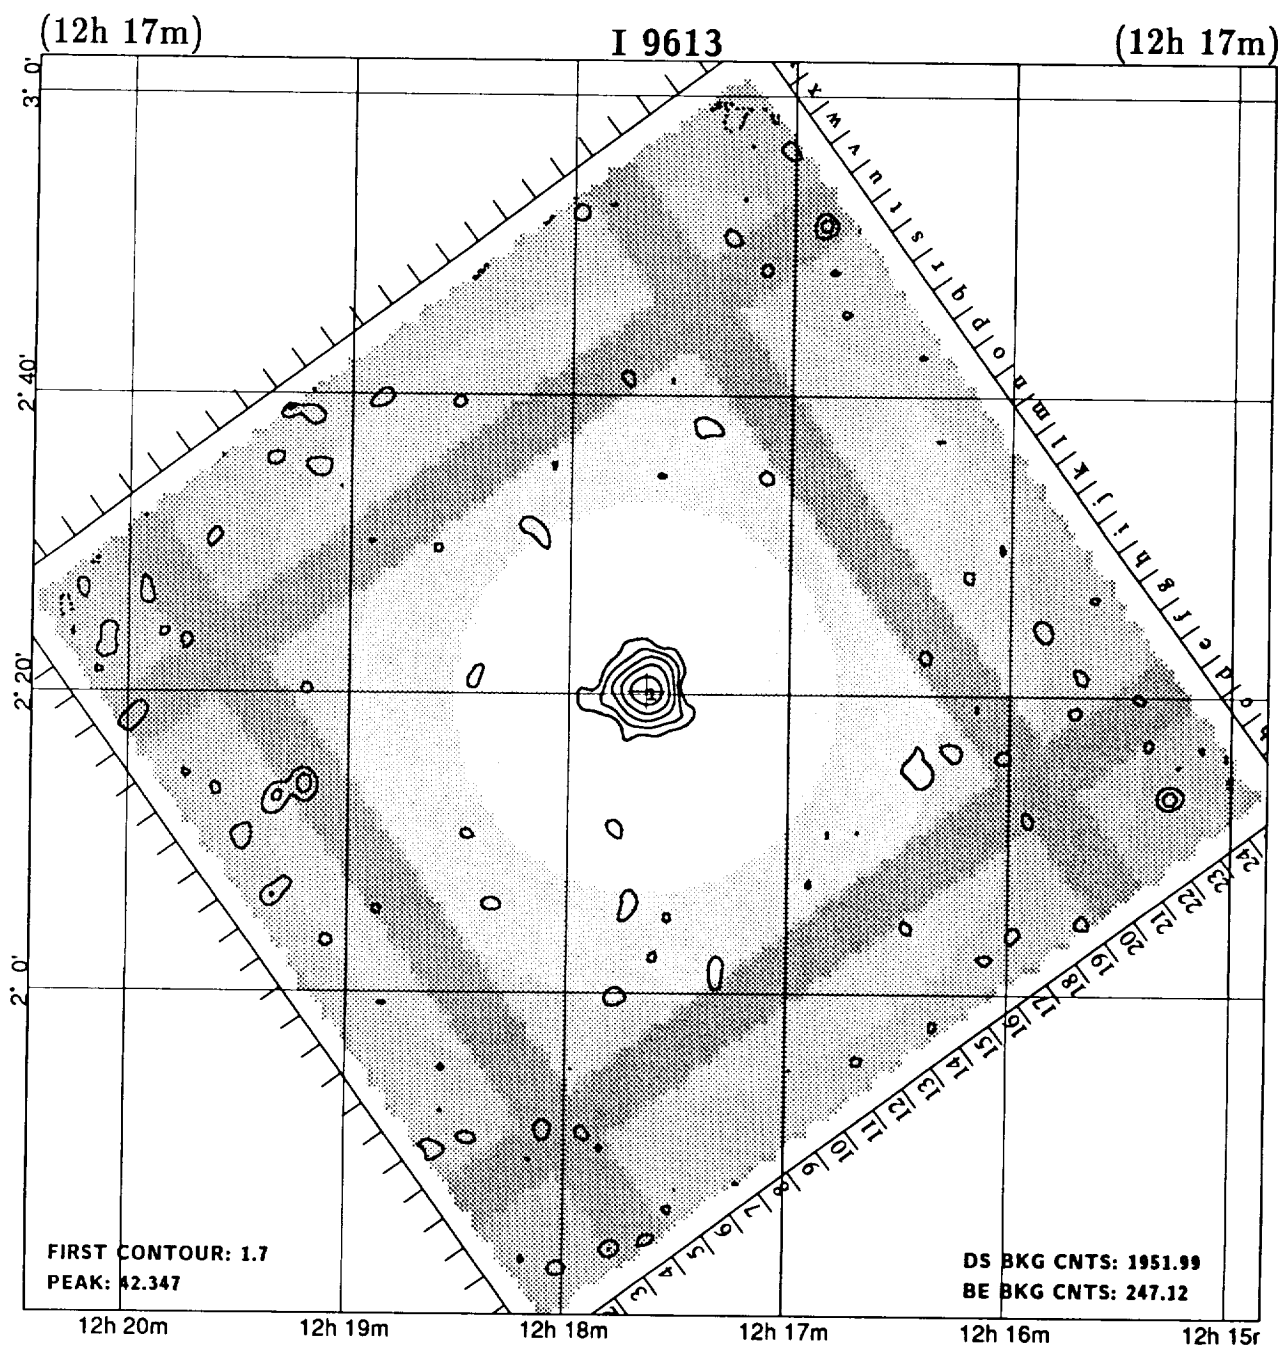 (12h 17m) I 9613 (12h 17m)
3° 0'
2° 40'
2° 20'
2° 0'
x w v u t s r q p o n m l k j i h g f e d c b
3 4 5 6 7 8 9 10 11 12 13 14 15 16 17 18 19 20 21 22 23 24
FIRST CONTOUR: 1.7
PEAK: 42.347
DS BKG CNTS: 1951.99
BE BKG CNTS: 247.12
12h 20m 12h 19m 12h 18m 12h 17m 12h 16m 12h 15